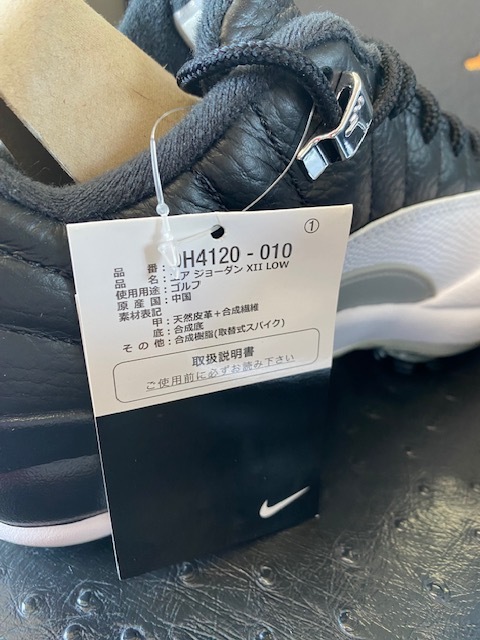 ①
品番：DH4120 - 010
品名：エア ジョーダン XII LOW
使用用途：ゴルフ
原産国：中国
素材表記
甲：天然皮革＋合成繊維
底：合成底
その他：合成樹脂(取替式スパイク)
取扱説明書
ご使用前に必ずお読み下さい